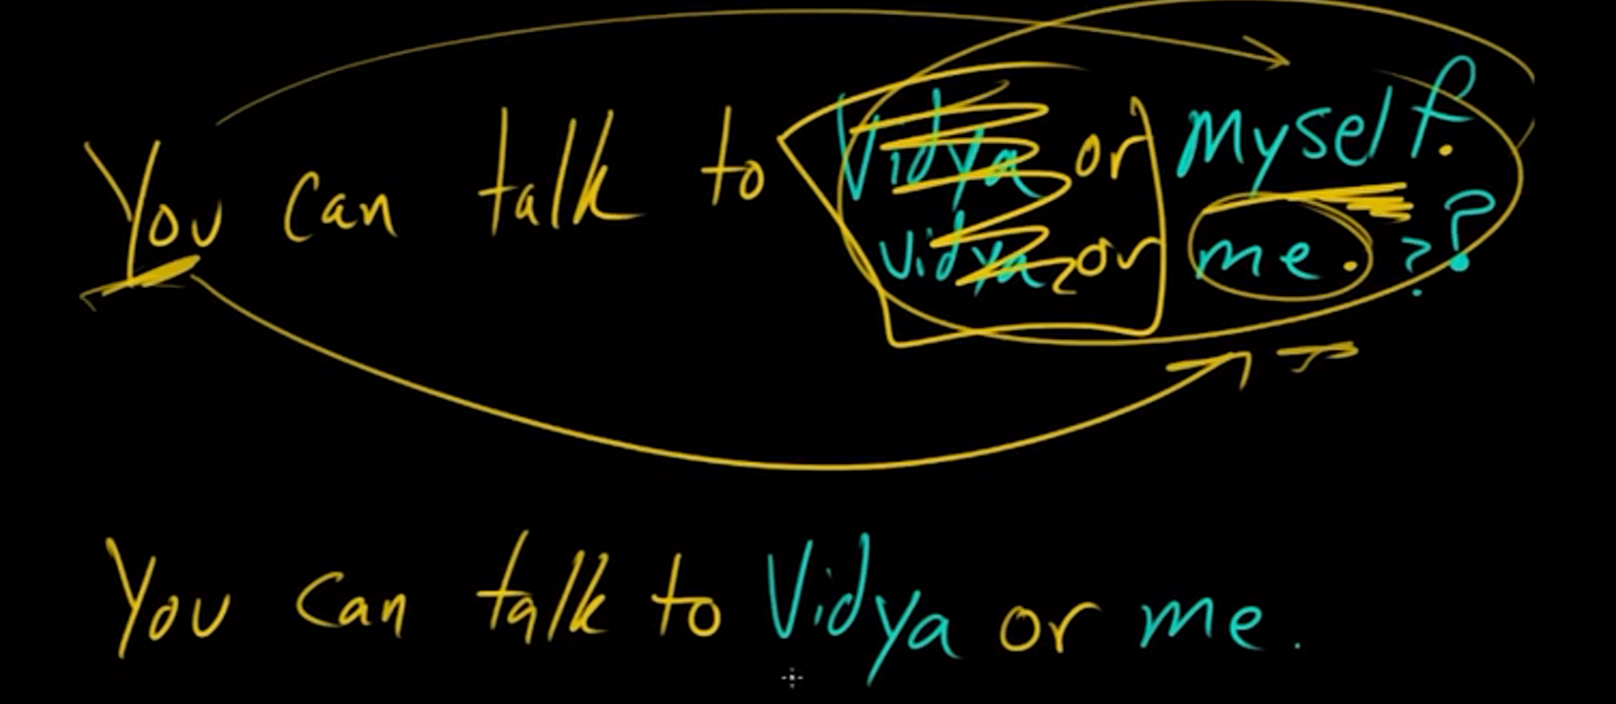 You can talk to Vidya or myself.
vidya or me. ??
You can talk to Vidya or me.